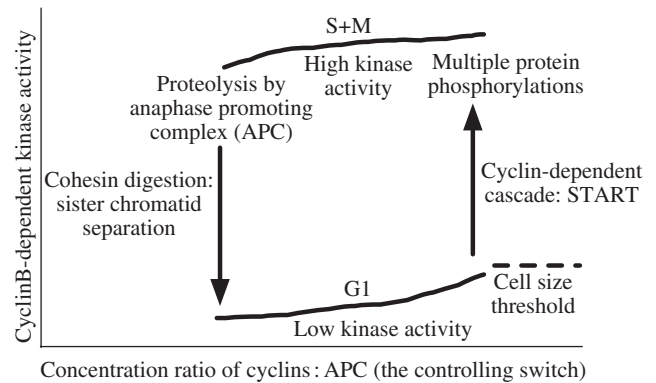 CyclinB-dependent kinase activity
S+M
High kinase
activity
Multiple protein
phosphorylations
Proteolysis by
anaphase promoting
complex (APC)
Cohesin digestion:
sister chromatid
separation
Cyclin-dependent
cascade: START
G1
Low kinase activity
Cell size
threshold
Concentration ratio of cyclins : APC (the controlling switch)